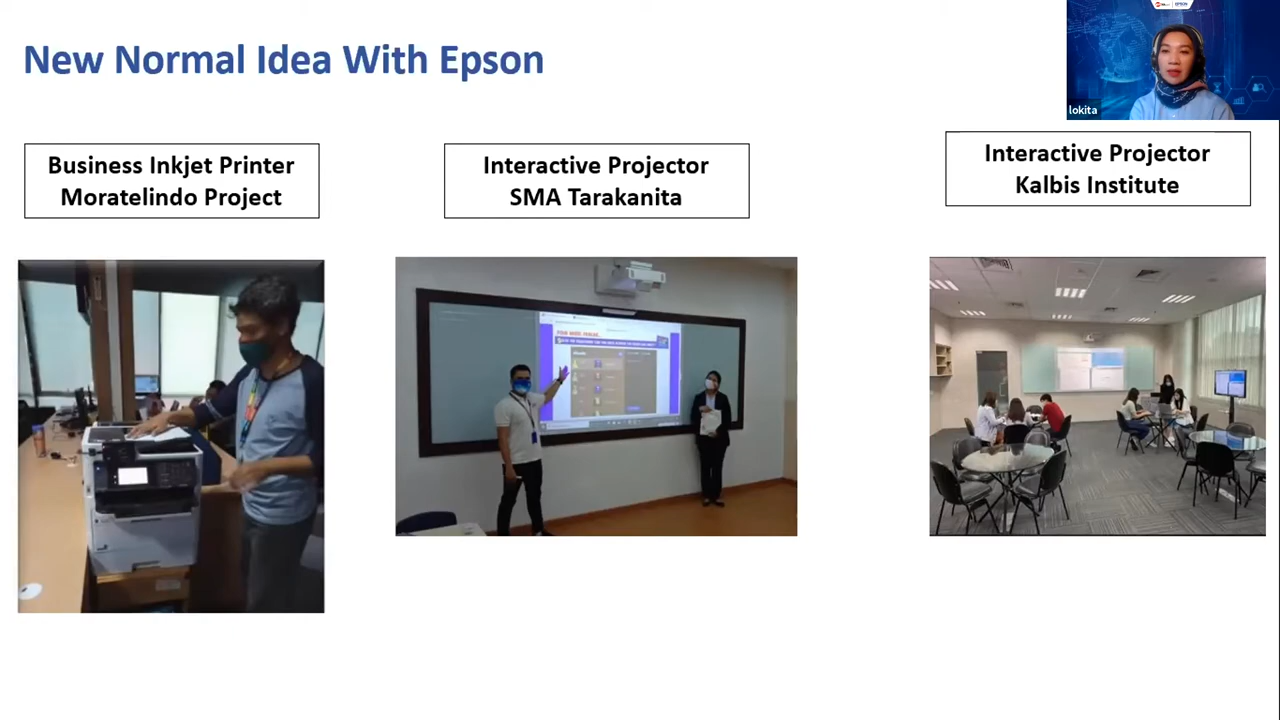 New Normal Idea With Epson
lokita
Business Inkjet Printer
Moratelindo Project
Interactive Projector
SMA Tarakanita
Interactive Projector
Kalbis Institute
EPSON